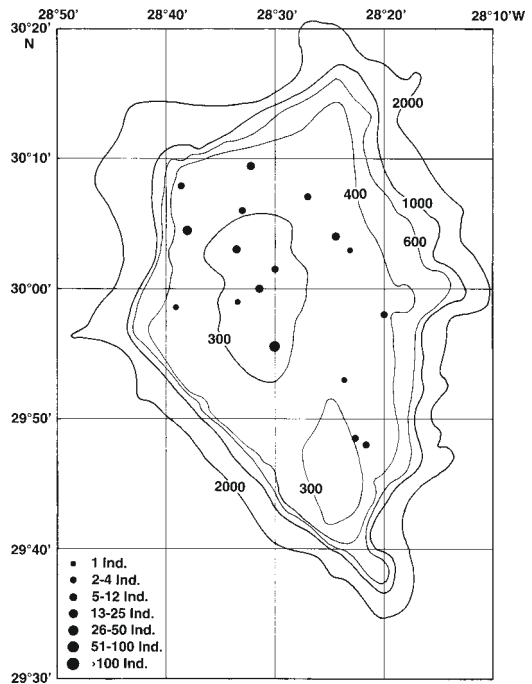 28°50' 28°40' 28°30' 28°20' 28°10'W
30°20'
N
2000
30°10'
400
1000
600
30°00'
300
29°50'
2000
300
29°40'
1 Ind.
2-4 Ind.
5-12 Ind.
13-25 Ind.
26-50 Ind.
51-100 Ind.
>100 Ind.
29°30'